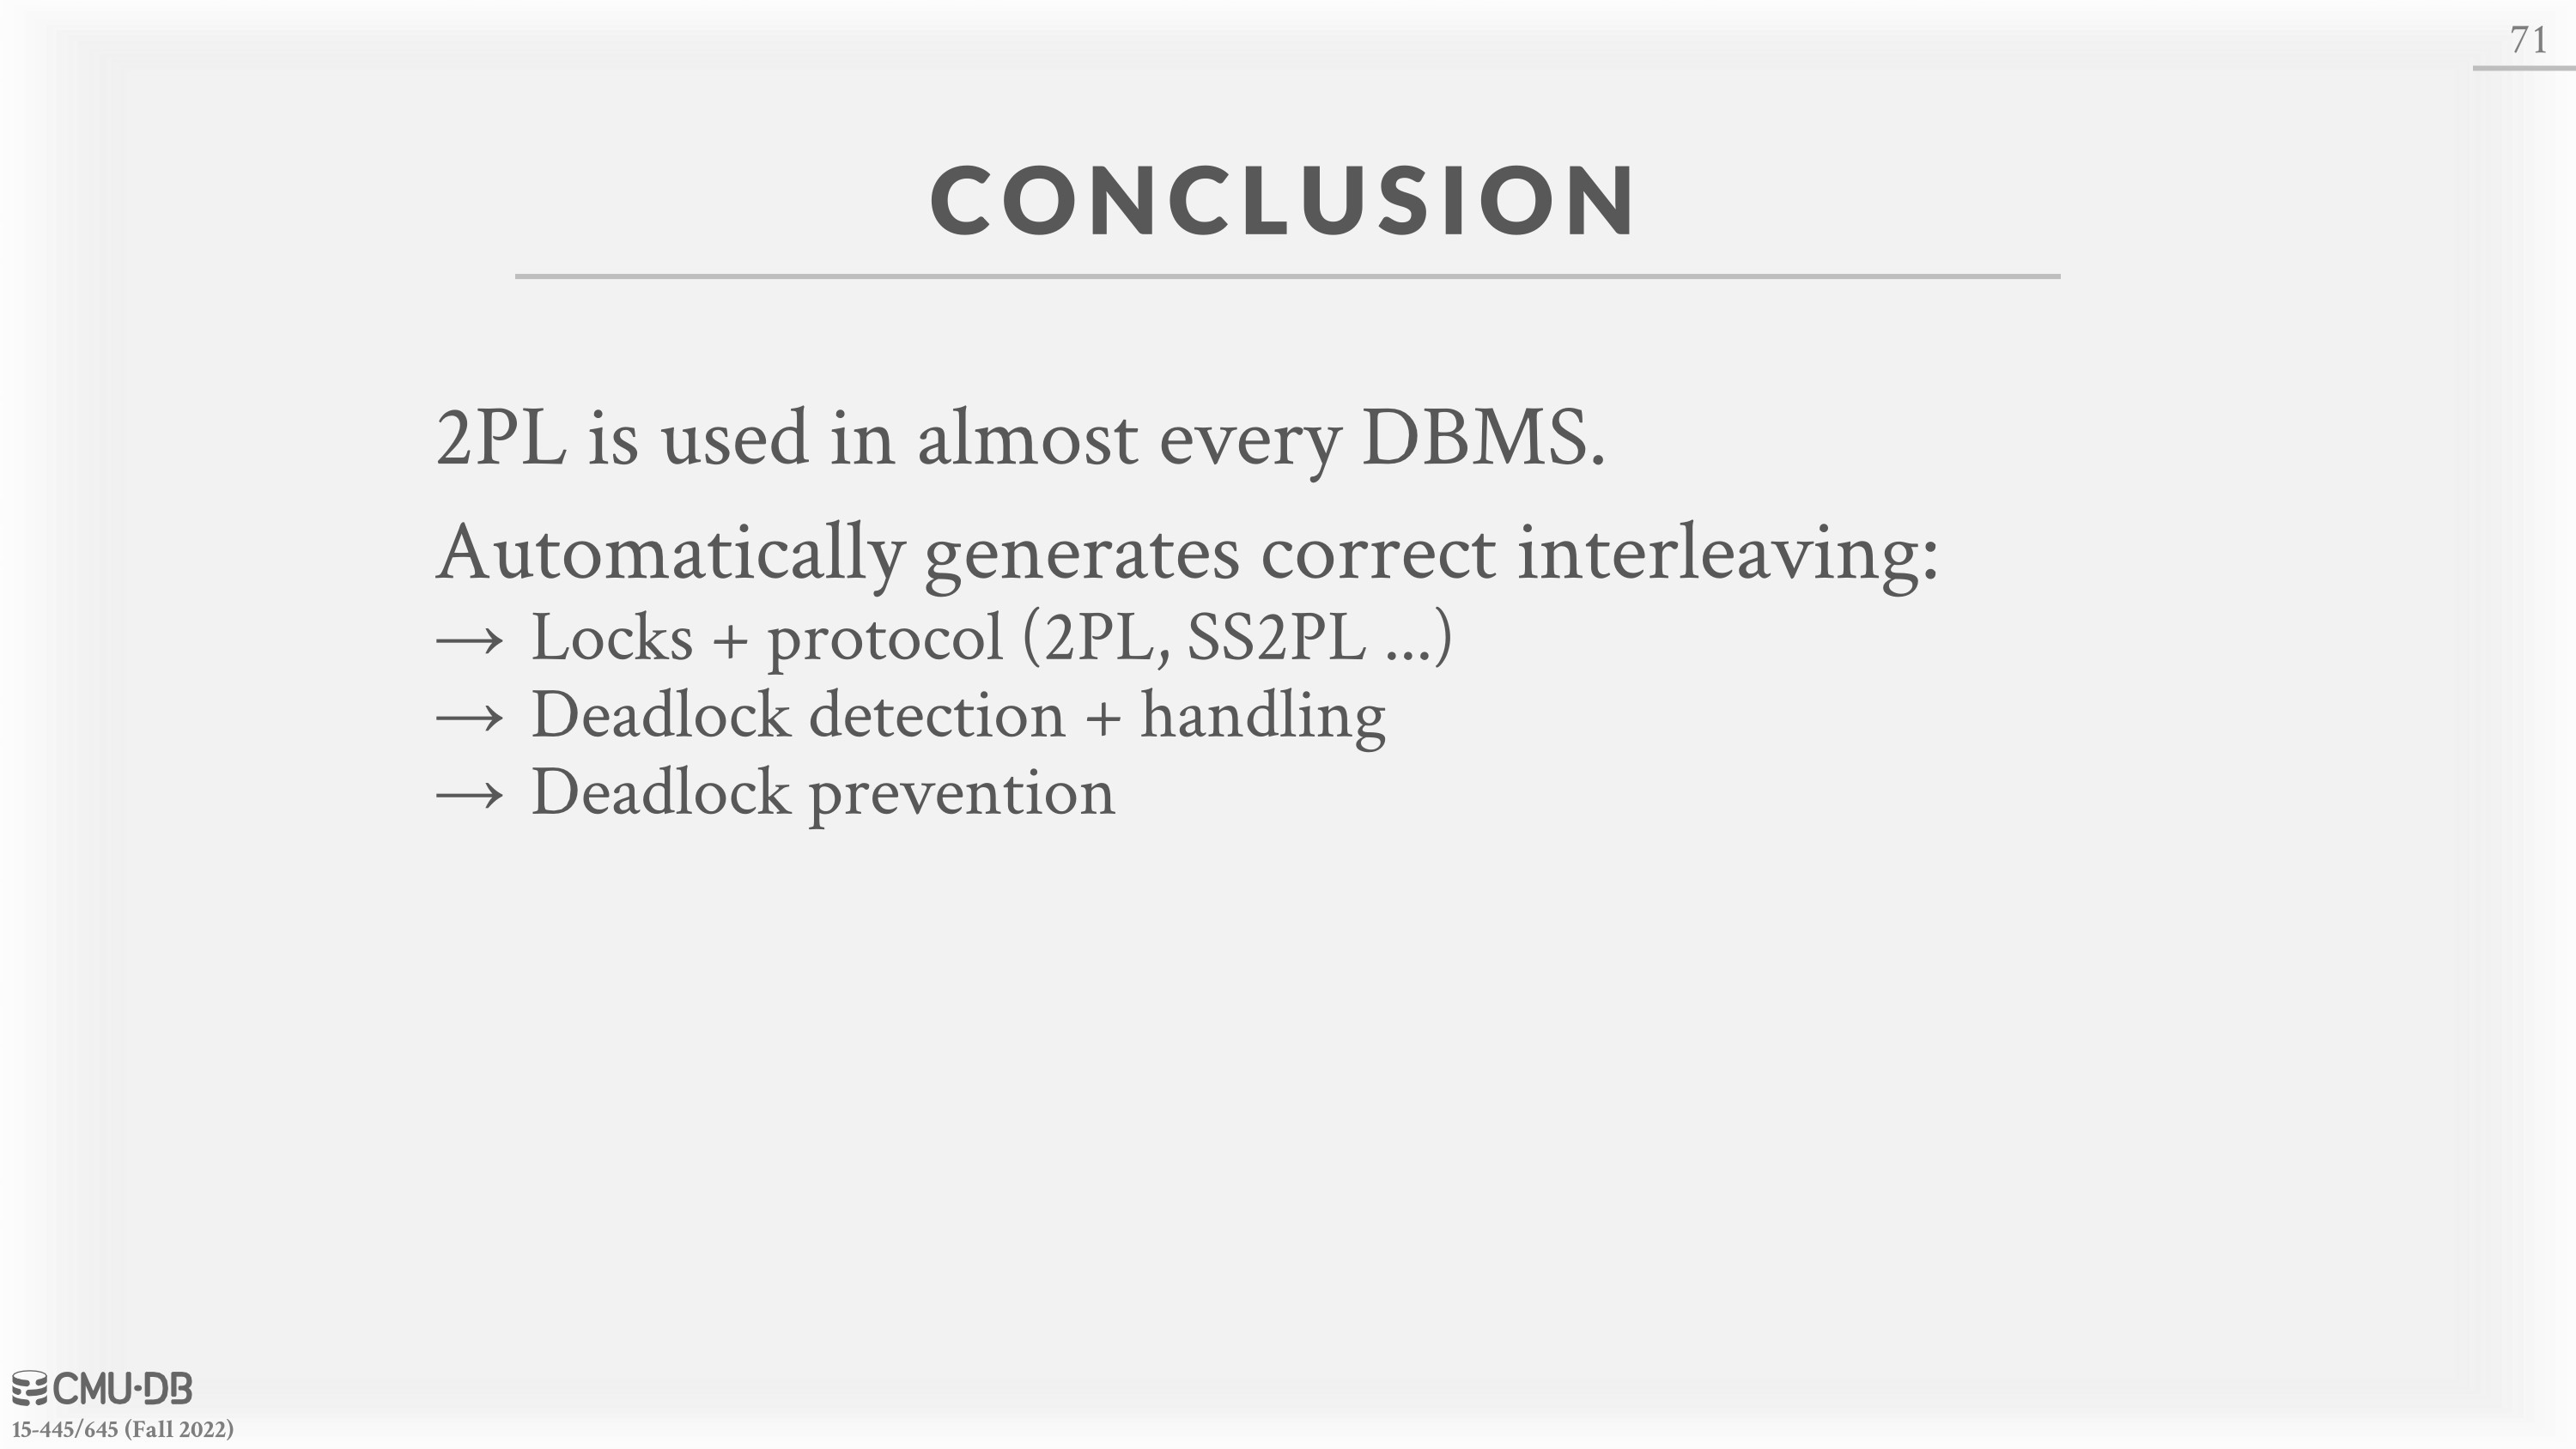 71
CONCLUSION
2PL is used in almost every DBMS.
Automatically generates correct interleaving:
→ Locks + protocol (2PL, SS2PL ...)
→ Deadlock detection + handling
→ Deadlock prevention
CMU·DB
15-445/645 (Fall 2022)